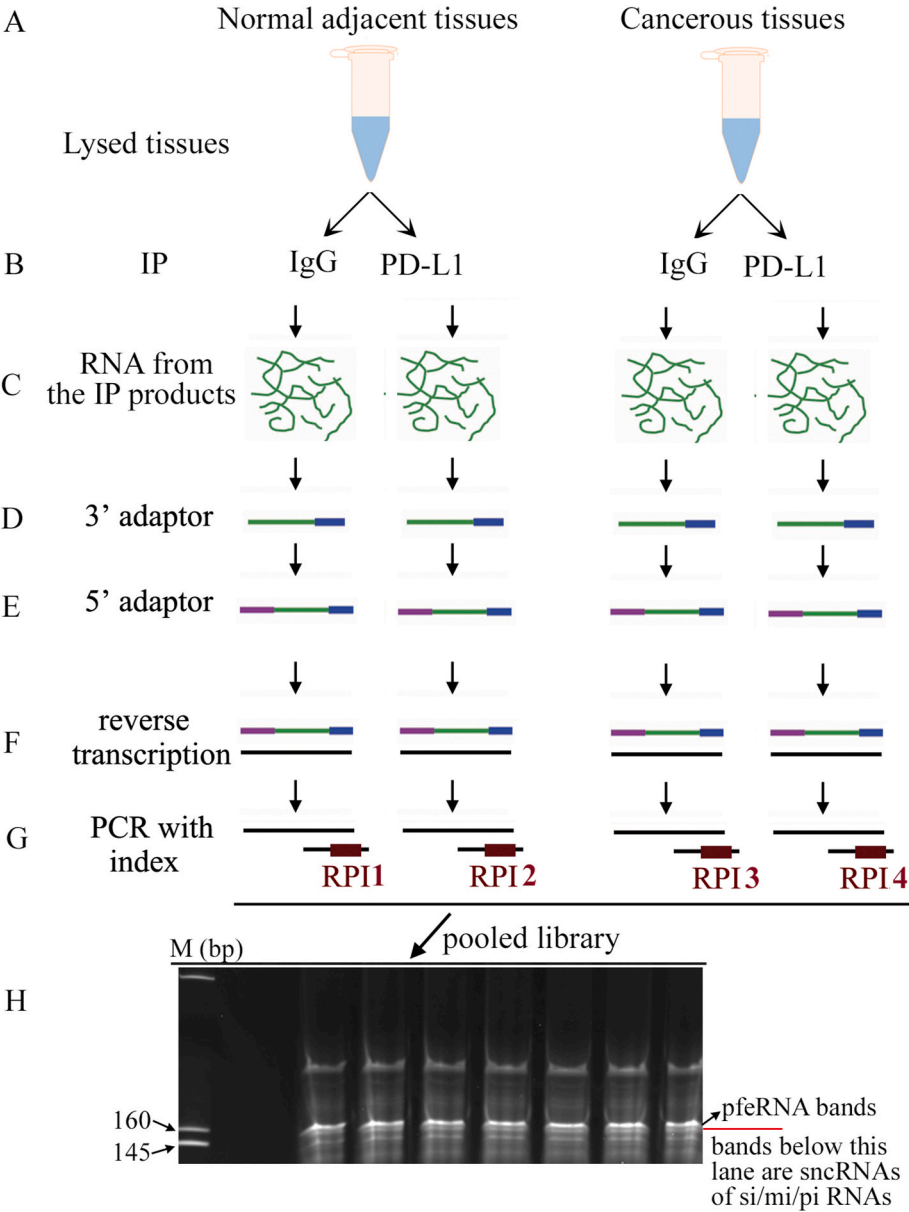 A
Normal adjacent tissues
Cancerous tissues
Lysed tissues
B
IP
IgG
PD-L1
IgG
PD-L1
C
RNA from
the IP products
D
3’ adaptor
E
5’ adaptor
F
reverse
transcription
G
PCR with
index
RPI1
RPI2
RPI3
RPI4
pooled library
M (bp)
H
160
145
pfeRNA bands
bands below this
lane are sncRNAs
of si/mi/pi RNAs